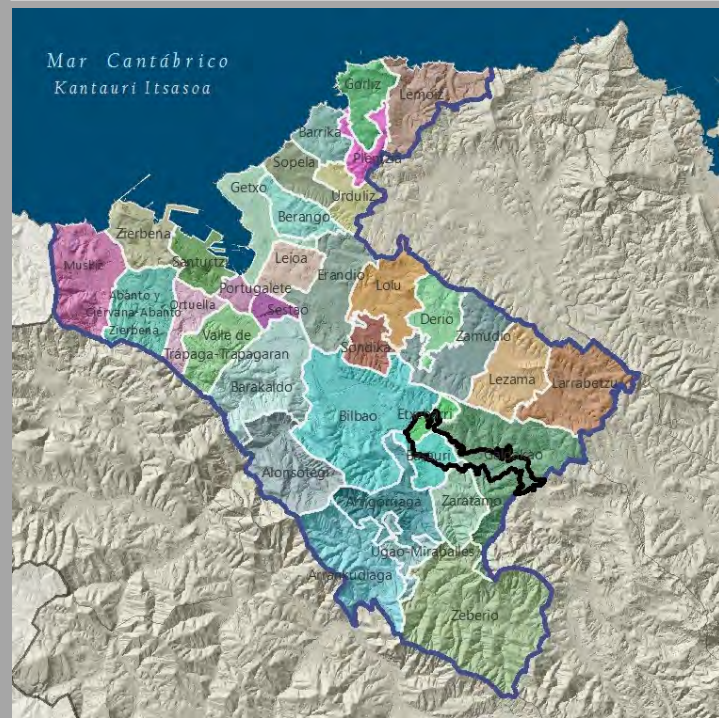 Mar Cantábrico
Kantauri Itsasoa
Gorliz
Lemoiz
Barrika
Plentzia
Sopela
Getxo
Urduliz
Berango
Zierbena
Muskiz
Santurtzi
Leioa
Erandio
Loiu
Abanto y
Ciérvana-Abanto
Zierbena
Ortuella
Portugalete
Sestao
Derio
Zamudio
Valle de
Trápaga-Trapagaran
Sondika
Lezama
Larrabetzu
Barakaldo
Bilbao
Alonsotegi
Zaratamo
Arrigorriaga
Ugao-Miraballes
Arrankudiaga
Zeberio